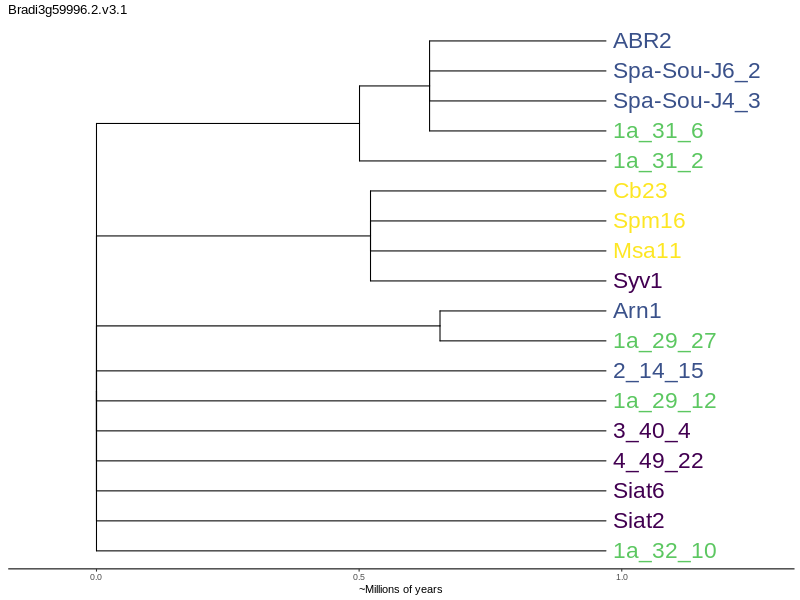 Bradi3g59996.2.v3.1
ABR2
Spa-Sou-J6_2
Spa-Sou-J4_3
1a_31_6
1a_31_2
Cb23
Spm16
Msa11
Syv1
Arn1
1a_29_27
2_14_15
1a_29_12
3_40_4
4_49_22
Siat6
Siat2
1a_32_10
0.0 0.5 1.0
~Millions of years